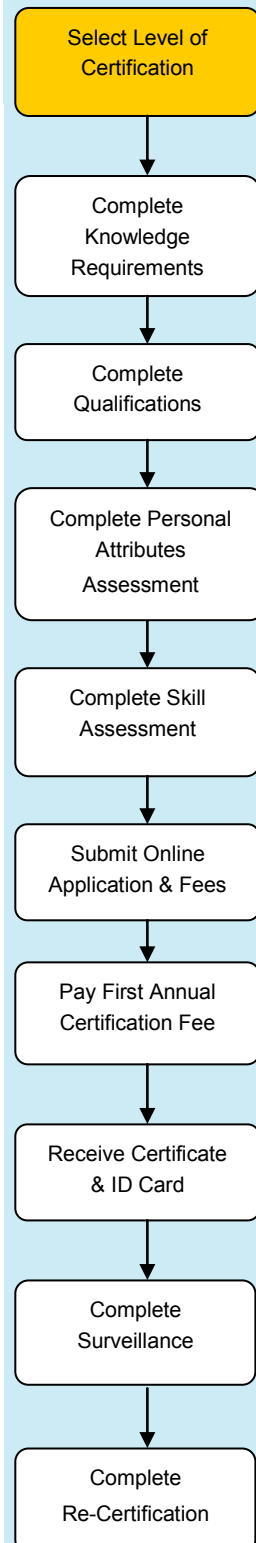 Select Level of
Certification
Complete
Knowledge
Requirements
Complete
Qualifications
Complete Personal
Attributes
Assessment
Complete Skill
Assessment
Submit Online
Application & Fees
Pay First Annual
Certification Fee
Receive Certificate
& ID Card
Complete
Surveillance
Complete
Re-Certification